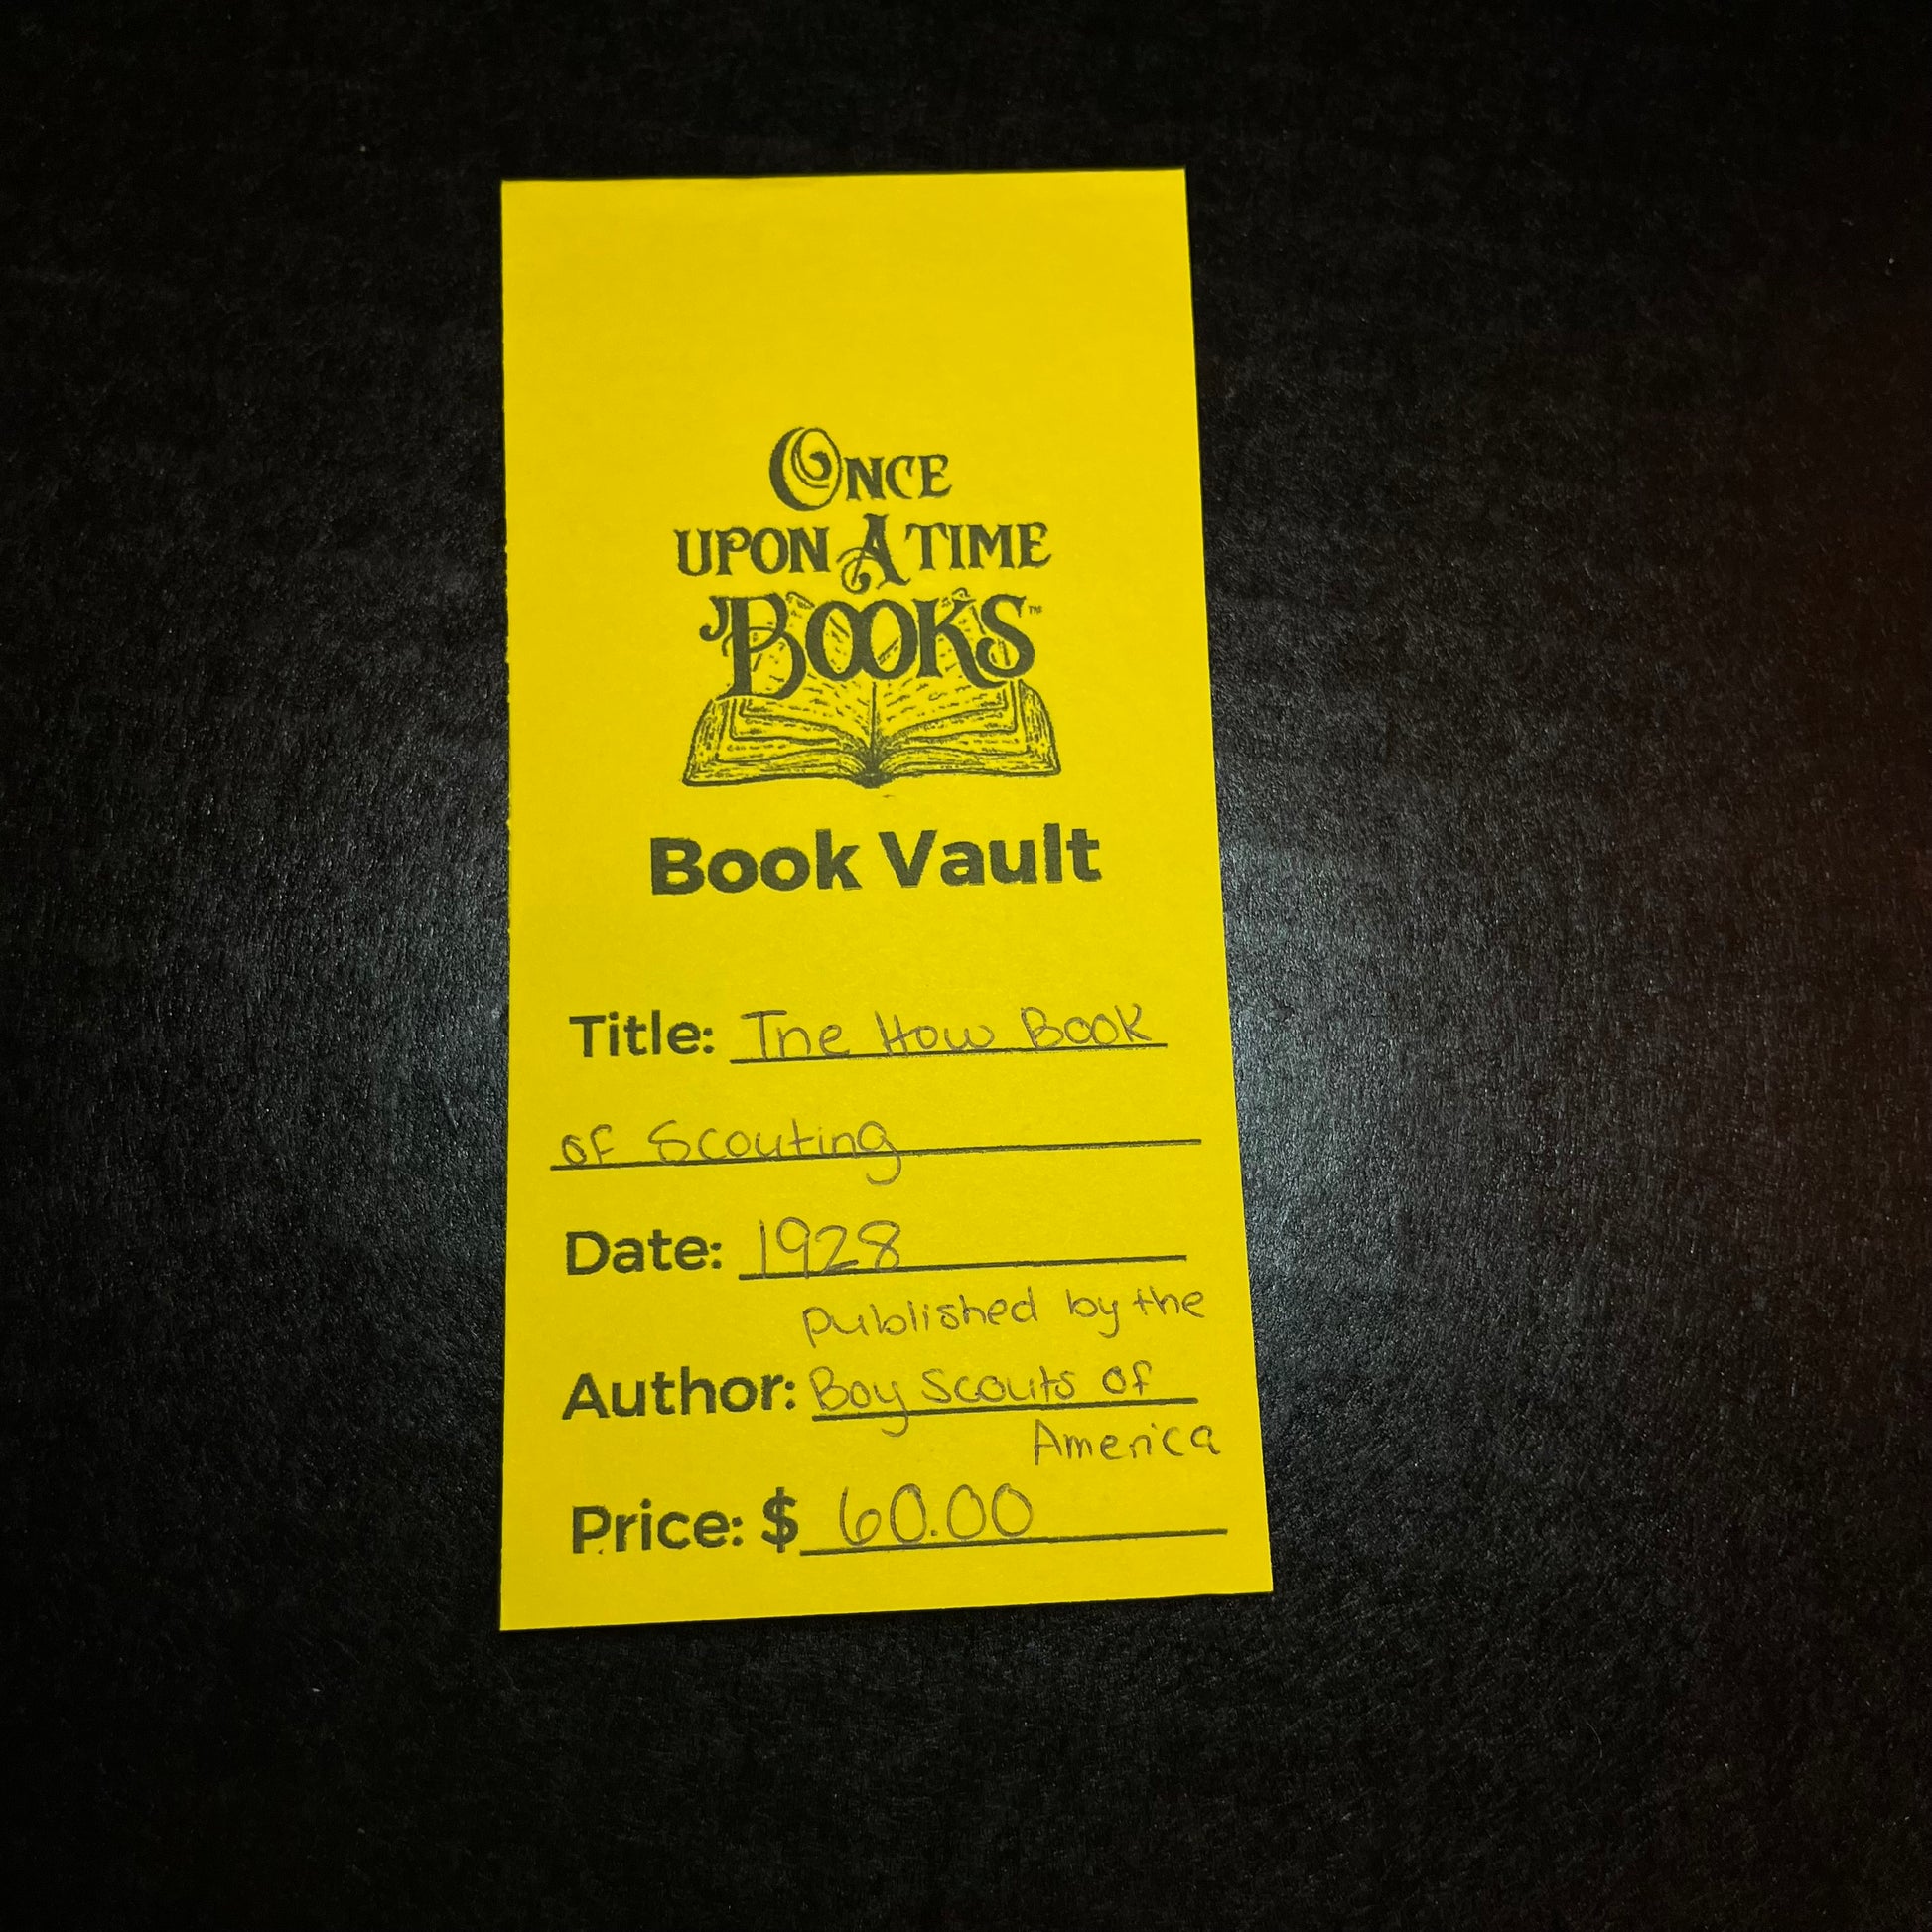 ONCE
UPON A TIME
BOOKS™
Book Vault
Title: The How Book
of Scouting
Date: 1928
published by the
Author: Boy Scouts of
America
Price: $ 60.00